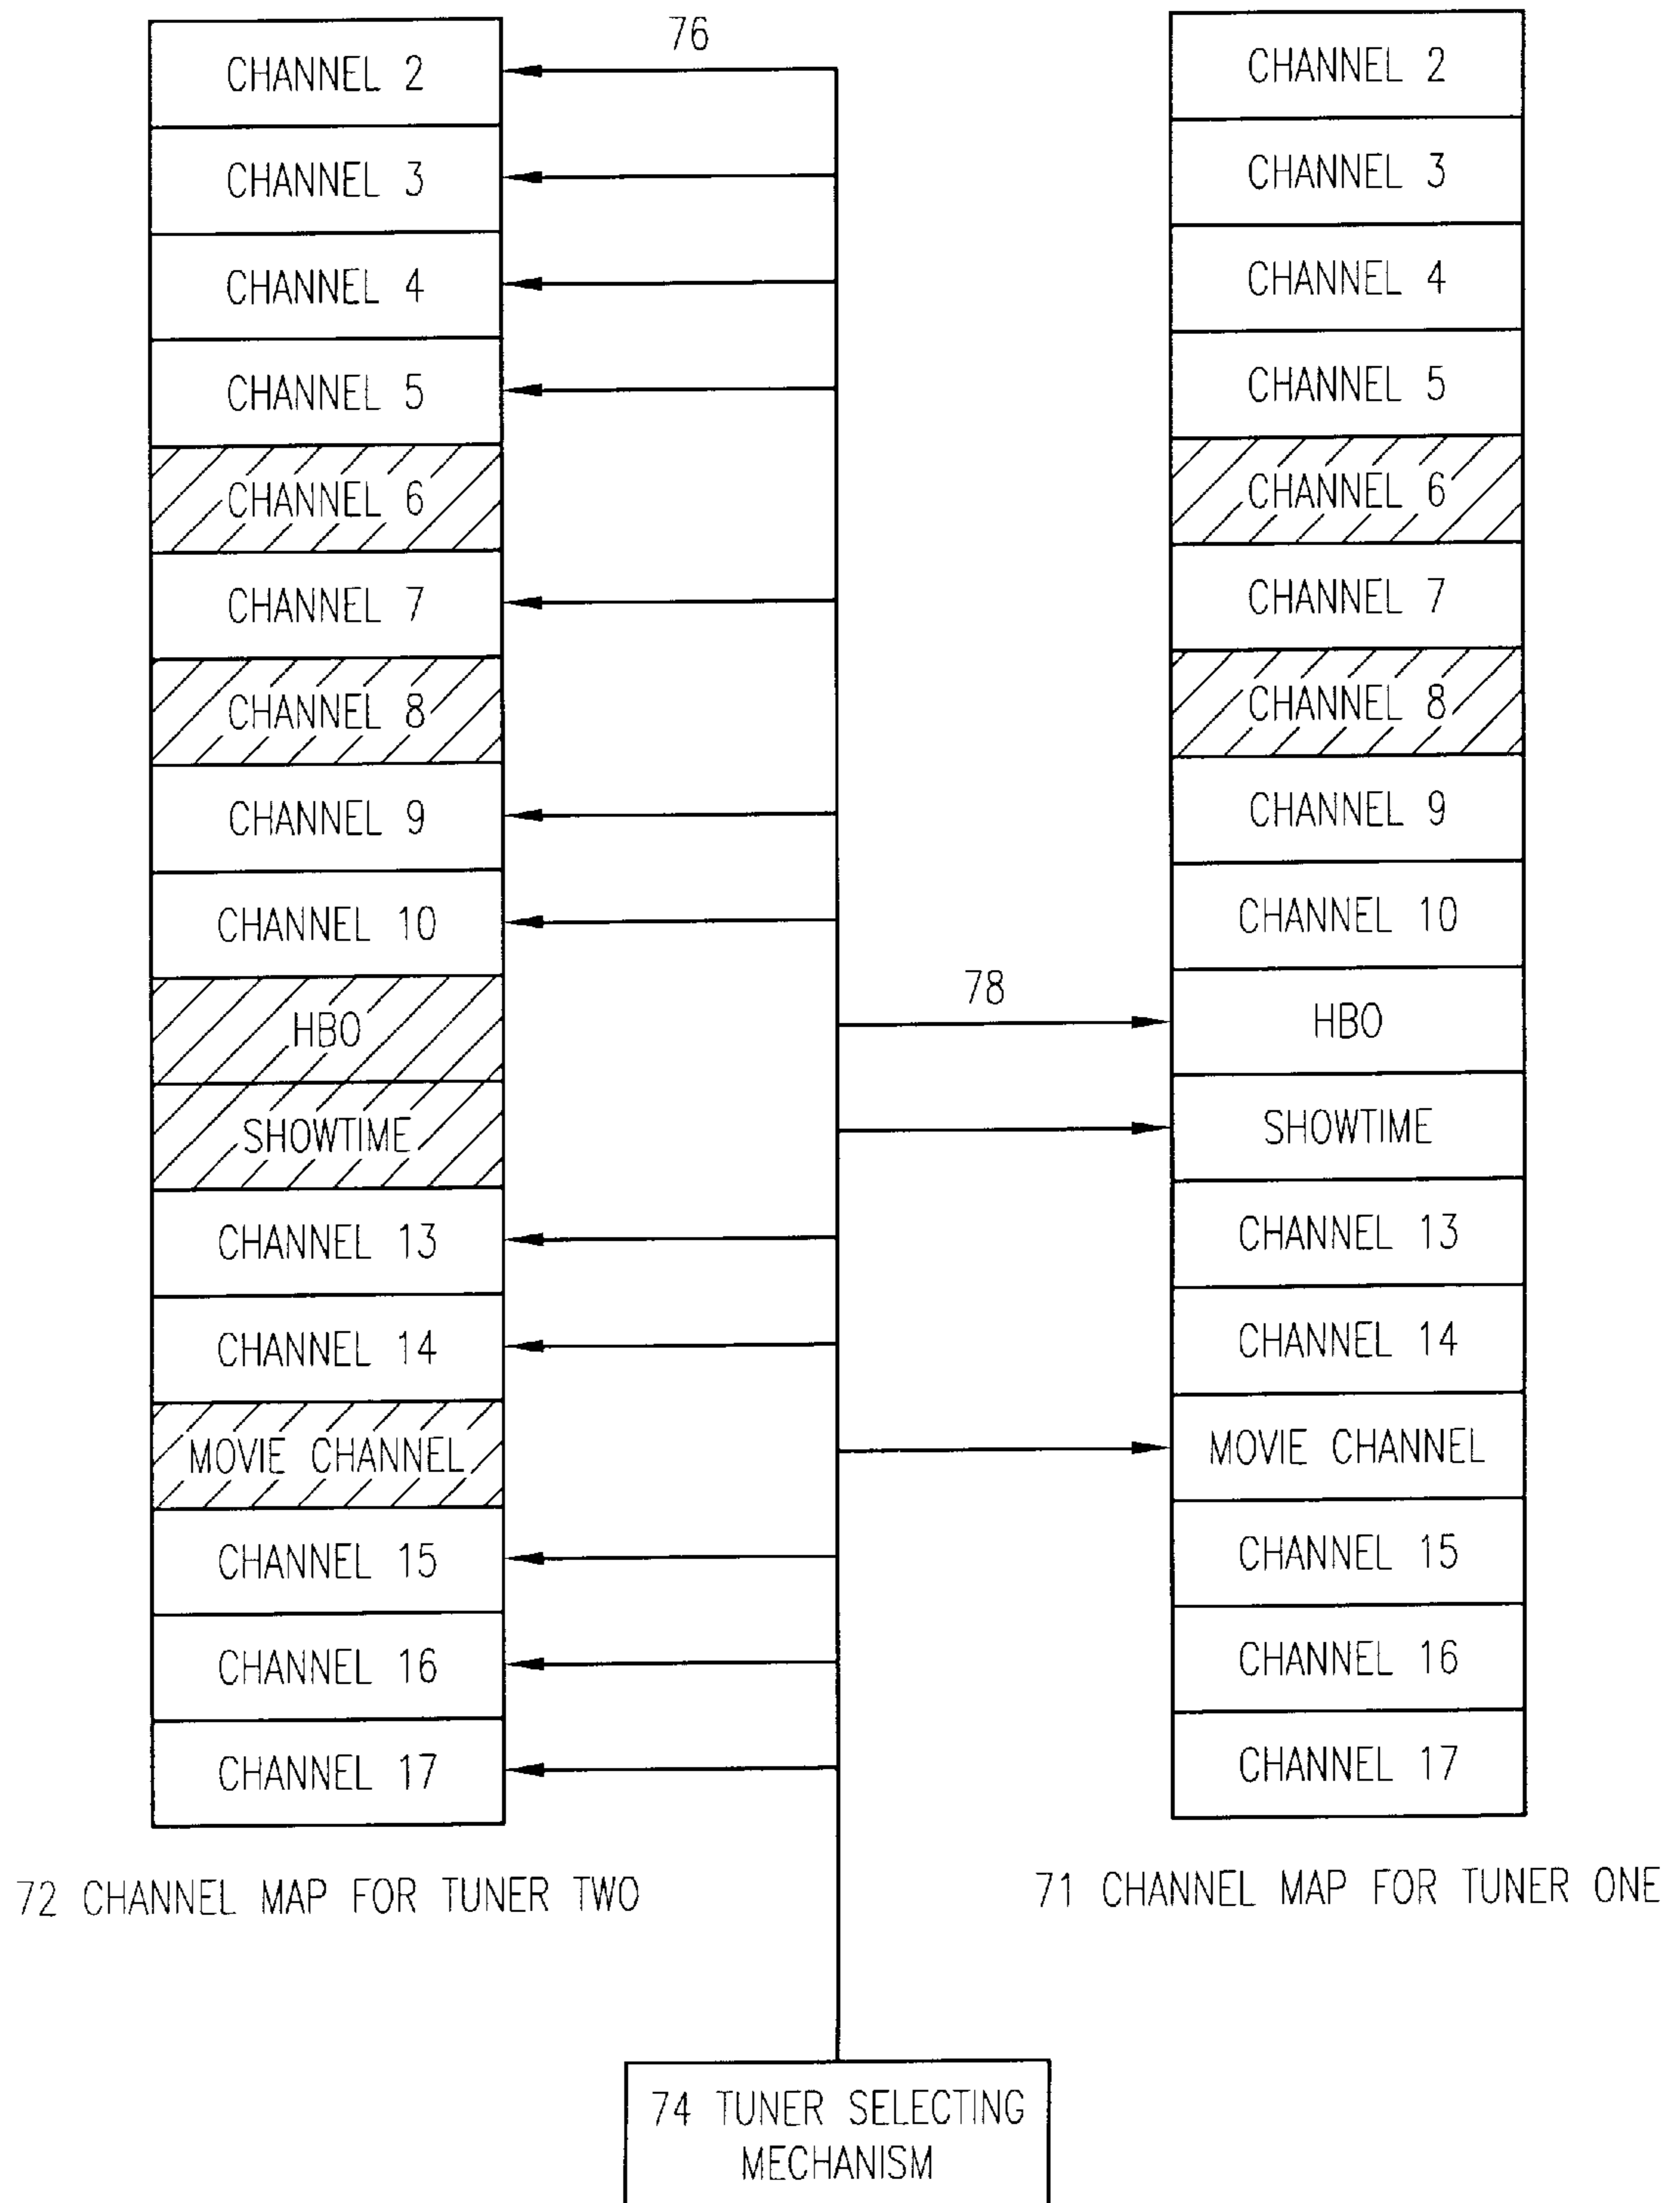 76
CHANNEL 2
CHANNEL 3
CHANNEL 4
CHANNEL 5
CHANNEL 6
CHANNEL 7
CHANNEL 8
CHANNEL 9
CHANNEL 10
HBO
SHOWTIME
CHANNEL 13
CHANNEL 14
MOVIE CHANNEL
CHANNEL 15
CHANNEL 16
CHANNEL 17
72 CHANNEL MAP FOR TUNER TWO
78
CHANNEL 2
CHANNEL 3
CHANNEL 4
CHANNEL 5
CHANNEL 6
CHANNEL 7
CHANNEL 8
CHANNEL 9
CHANNEL 10
HBO
SHOWTIME
CHANNEL 13
CHANNEL 14
MOVIE CHANNEL
CHANNEL 15
CHANNEL 16
CHANNEL 17
71 CHANNEL MAP FOR TUNER ONE
74 TUNER SELECTING
MECHANISM